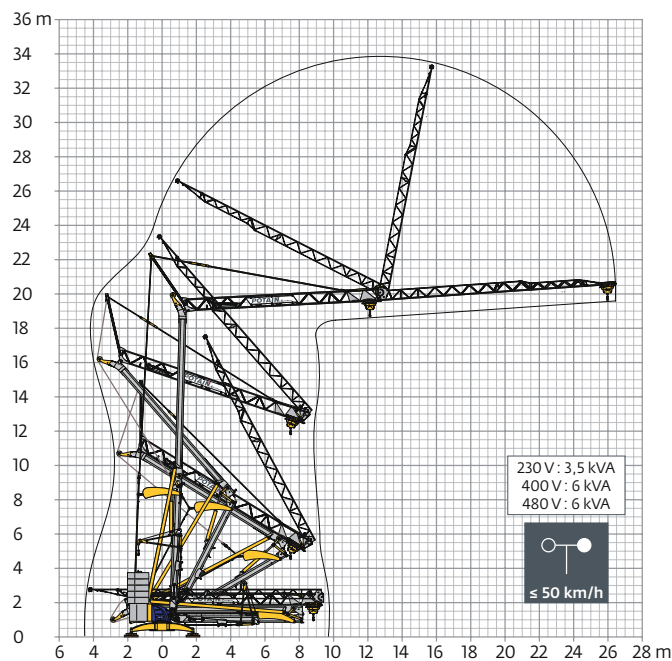 36 m
34
32
30
28
26
24
22
20
18
16
14
12
10
8
6
4
2
0
POTAIN
POTAIN
230 V : 3,5 kVA
400 V : 6 kVA
480 V : 6 kVA
≤ 50 km/h
6 4 2 0 2 4 6 8 10 12 14 16 18 20 22 24 26 28 m